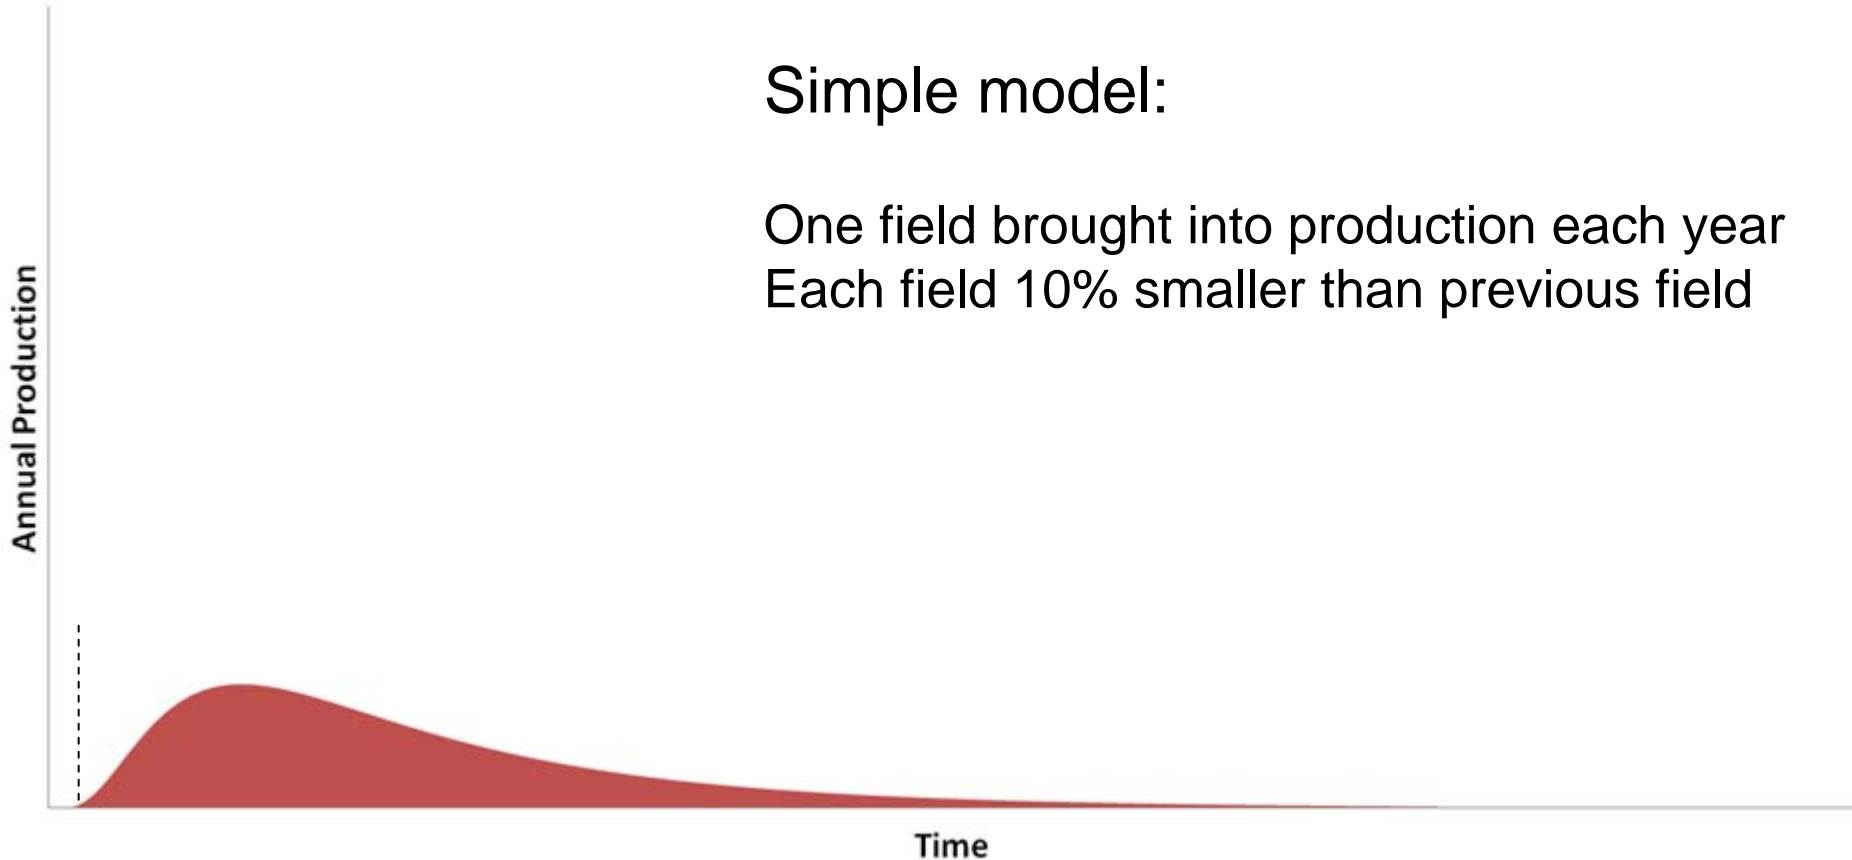 Simple model:
One field brought into production each year
Each field 10% smaller than previous field
Annual Production
Time